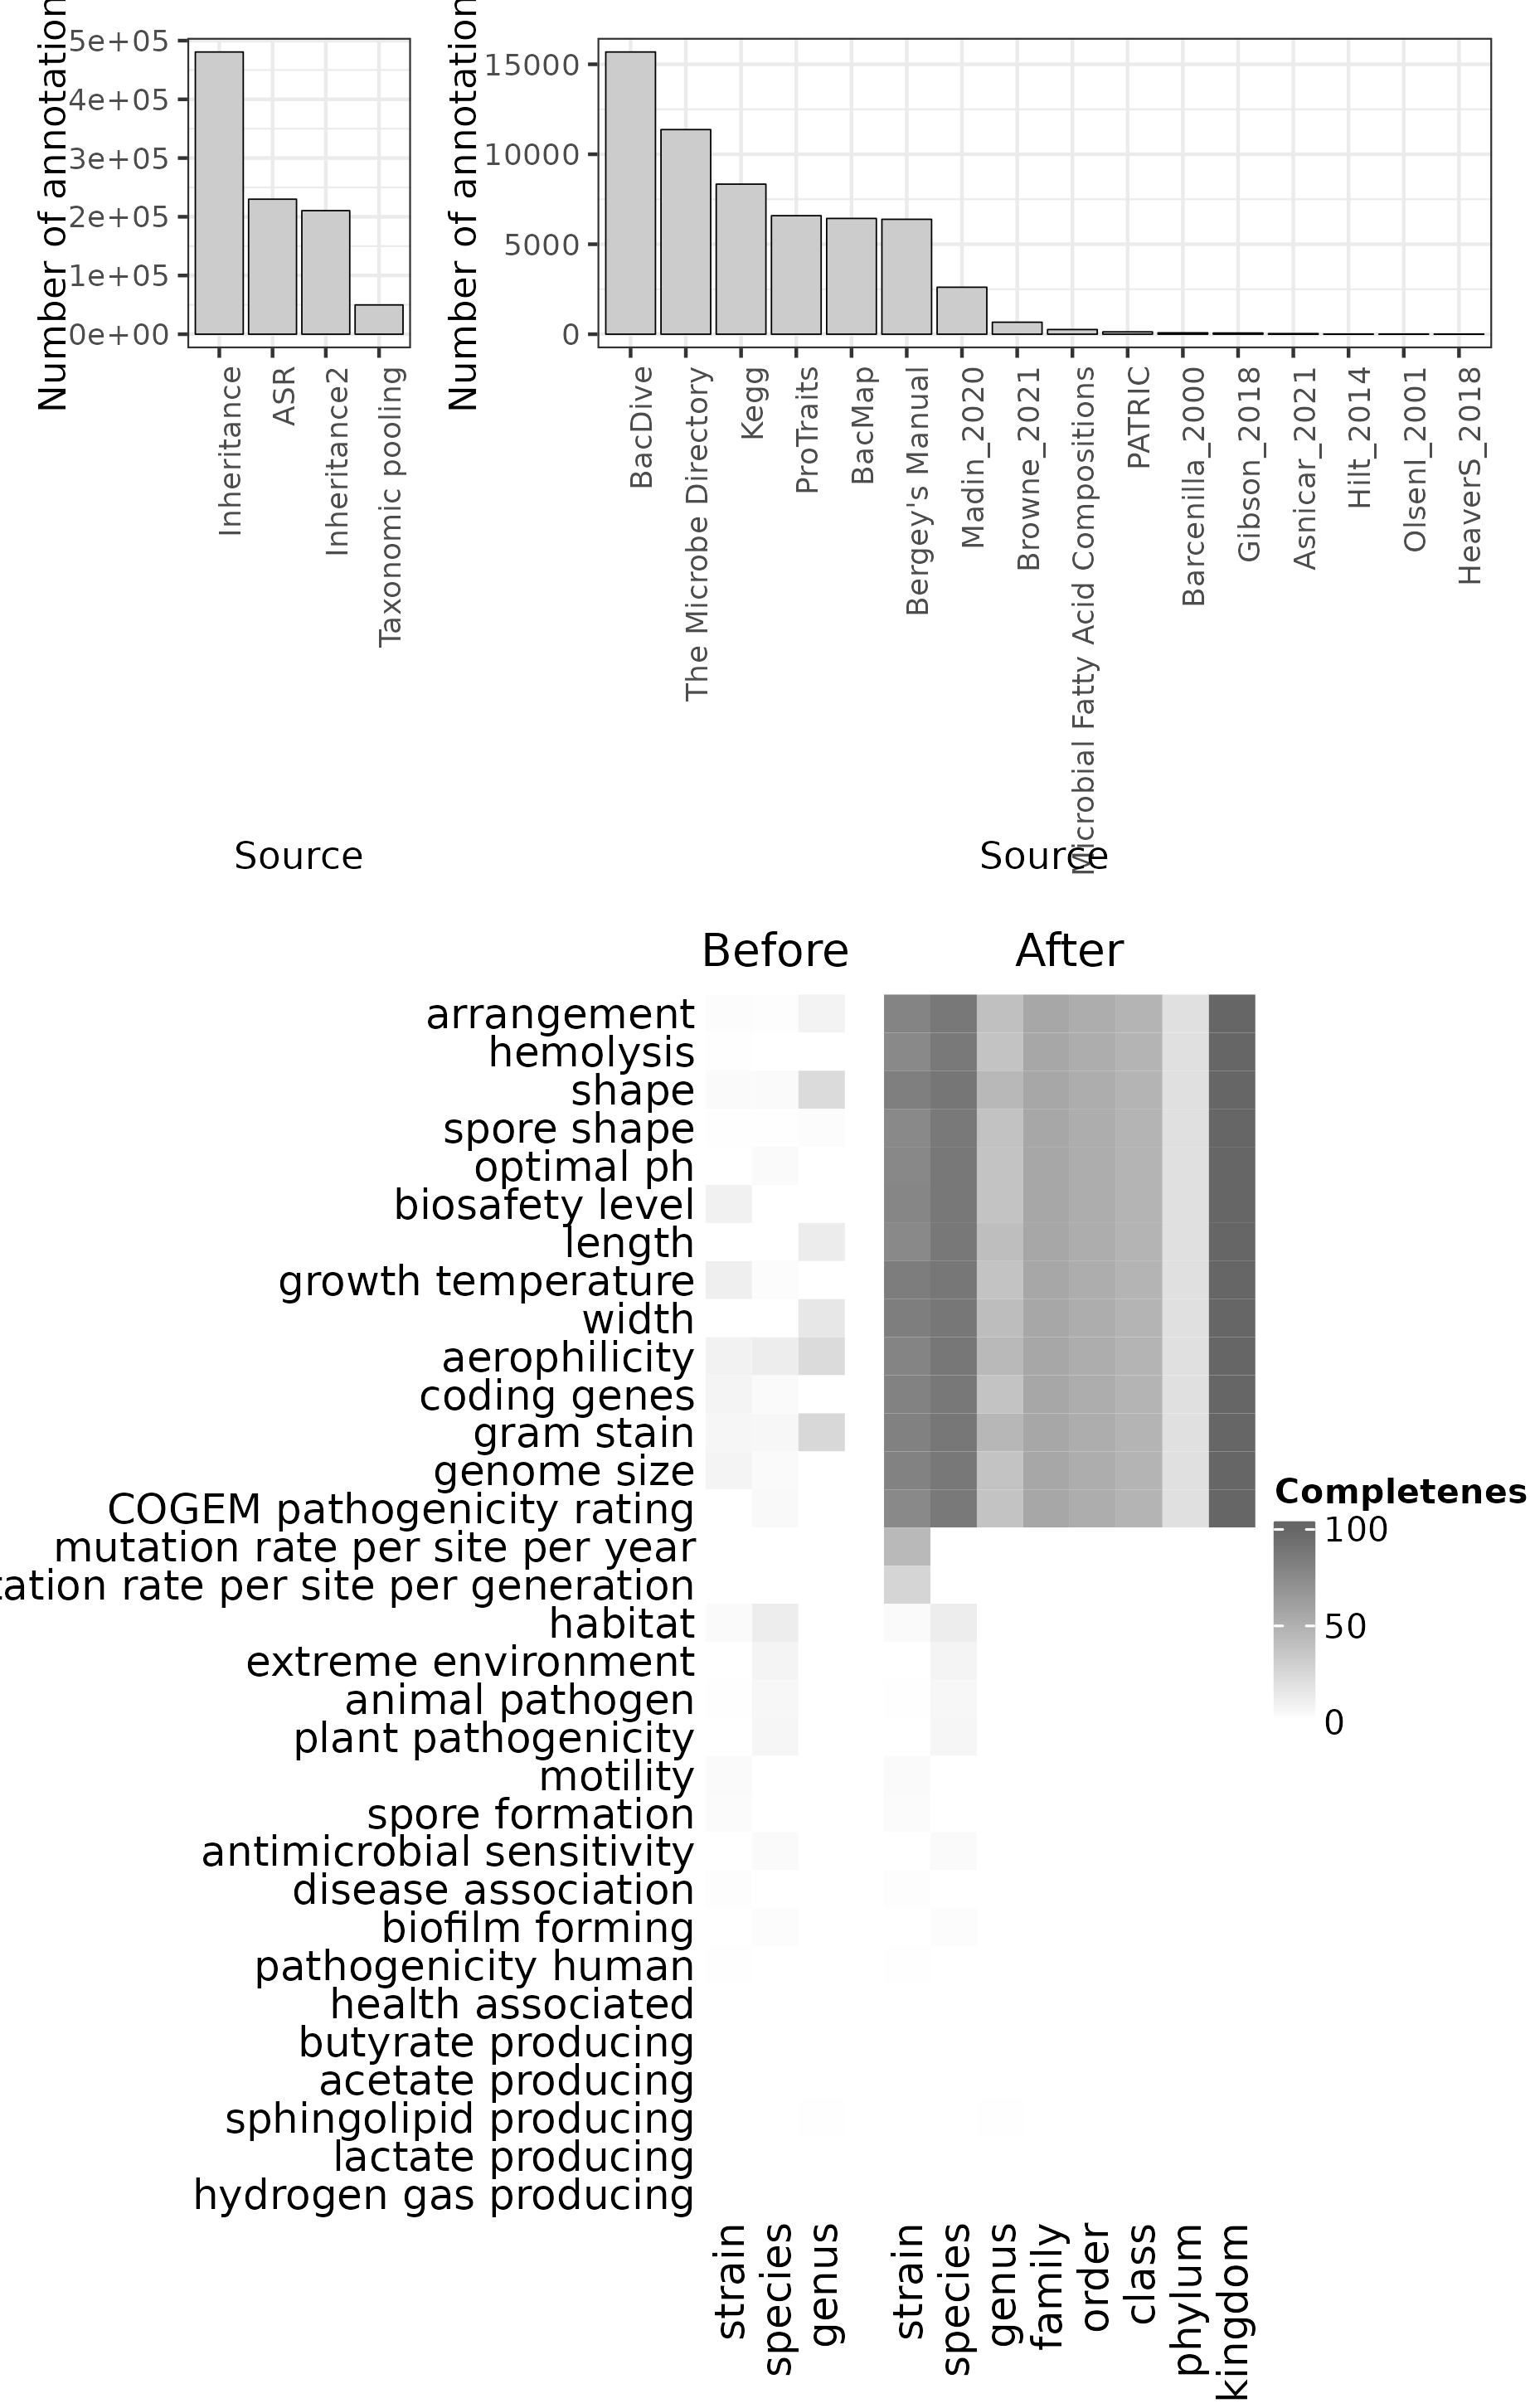 Number of annotation
5e+05
4e+05
3e+05
2e+05
1e+05
0e+00
Inheritance
ASR
Inheritance2
Taxonomic pooling
Source
Number of annotation
15000
10000
5000
0
BacDive
The Microbe Directory
Kegg
ProTraits
BacMap
Bergey's Manual
Madin_2020
Browne_2021
Microbial Fatty Acid Compositions
PATRIC
Barcenilla_2000
Gibson_2018
Asnicar_2021
Hilt_2014
OlsenI_2001
HeaverS_2018
Source
Before
After
arrangement
hemolysis
shape
spore shape
optimal ph
biosafety level
length
growth temperature
width
aerophilicity
coding genes
gram stain
genome size
COGEM pathogenicity rating
mutation rate per site per year
tation rate per site per generation
habitat
extreme environment
animal pathogen
plant pathogenicity
motility
spore formation
antimicrobial sensitivity
disease association
biofilm forming
pathogenicity human
health associated
butyrate producing
acetate producing
sphingolipid producing
lactate producing
hydrogen gas producing
strain
species
genus
strain
species
genus
family
order
class
phylum
kingdom
Completenes
100
50
0